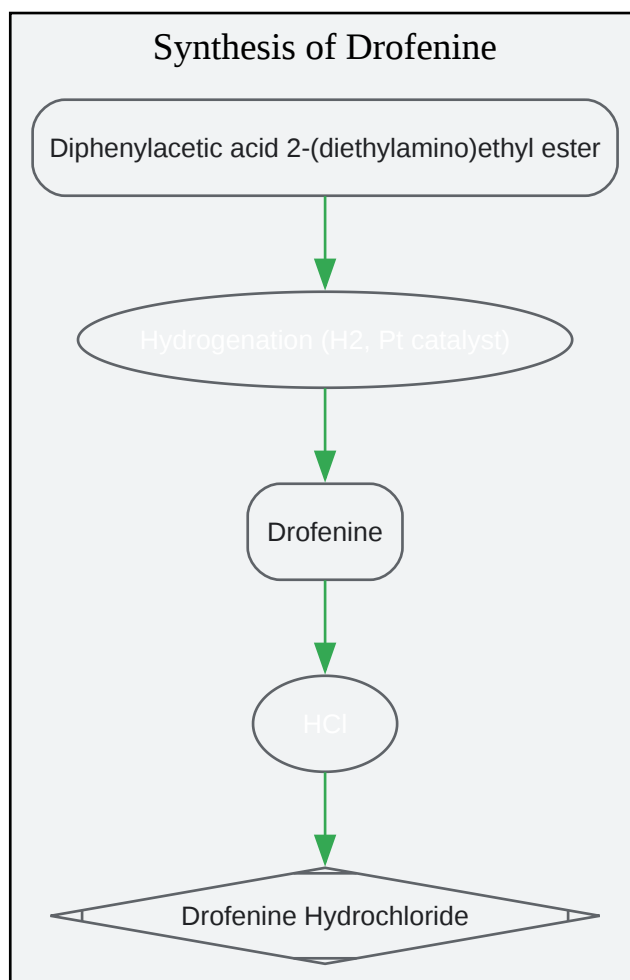 Synthesis of Drofenine
Diphenylacetic acid 2-(diethylamino)ethyl ester
Hydrogenation (H2, Pt catalyst)
Drofenine
HCl
Drofenine Hydrochloride